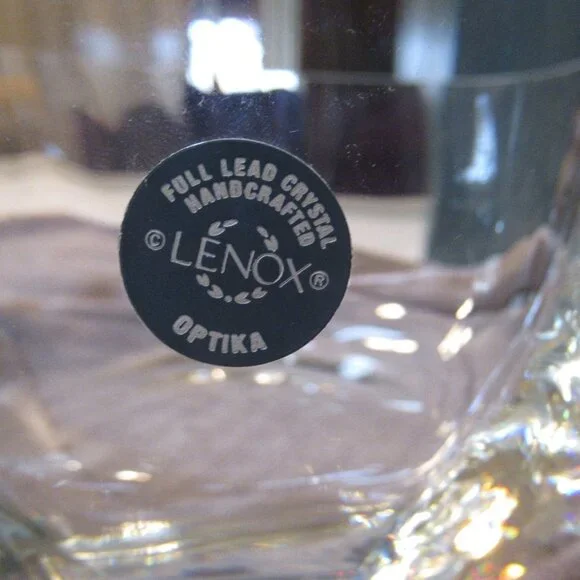 FULL LEAD CRYSTAL
HANDCRAFTED
© LENOX ®
OPTIKA